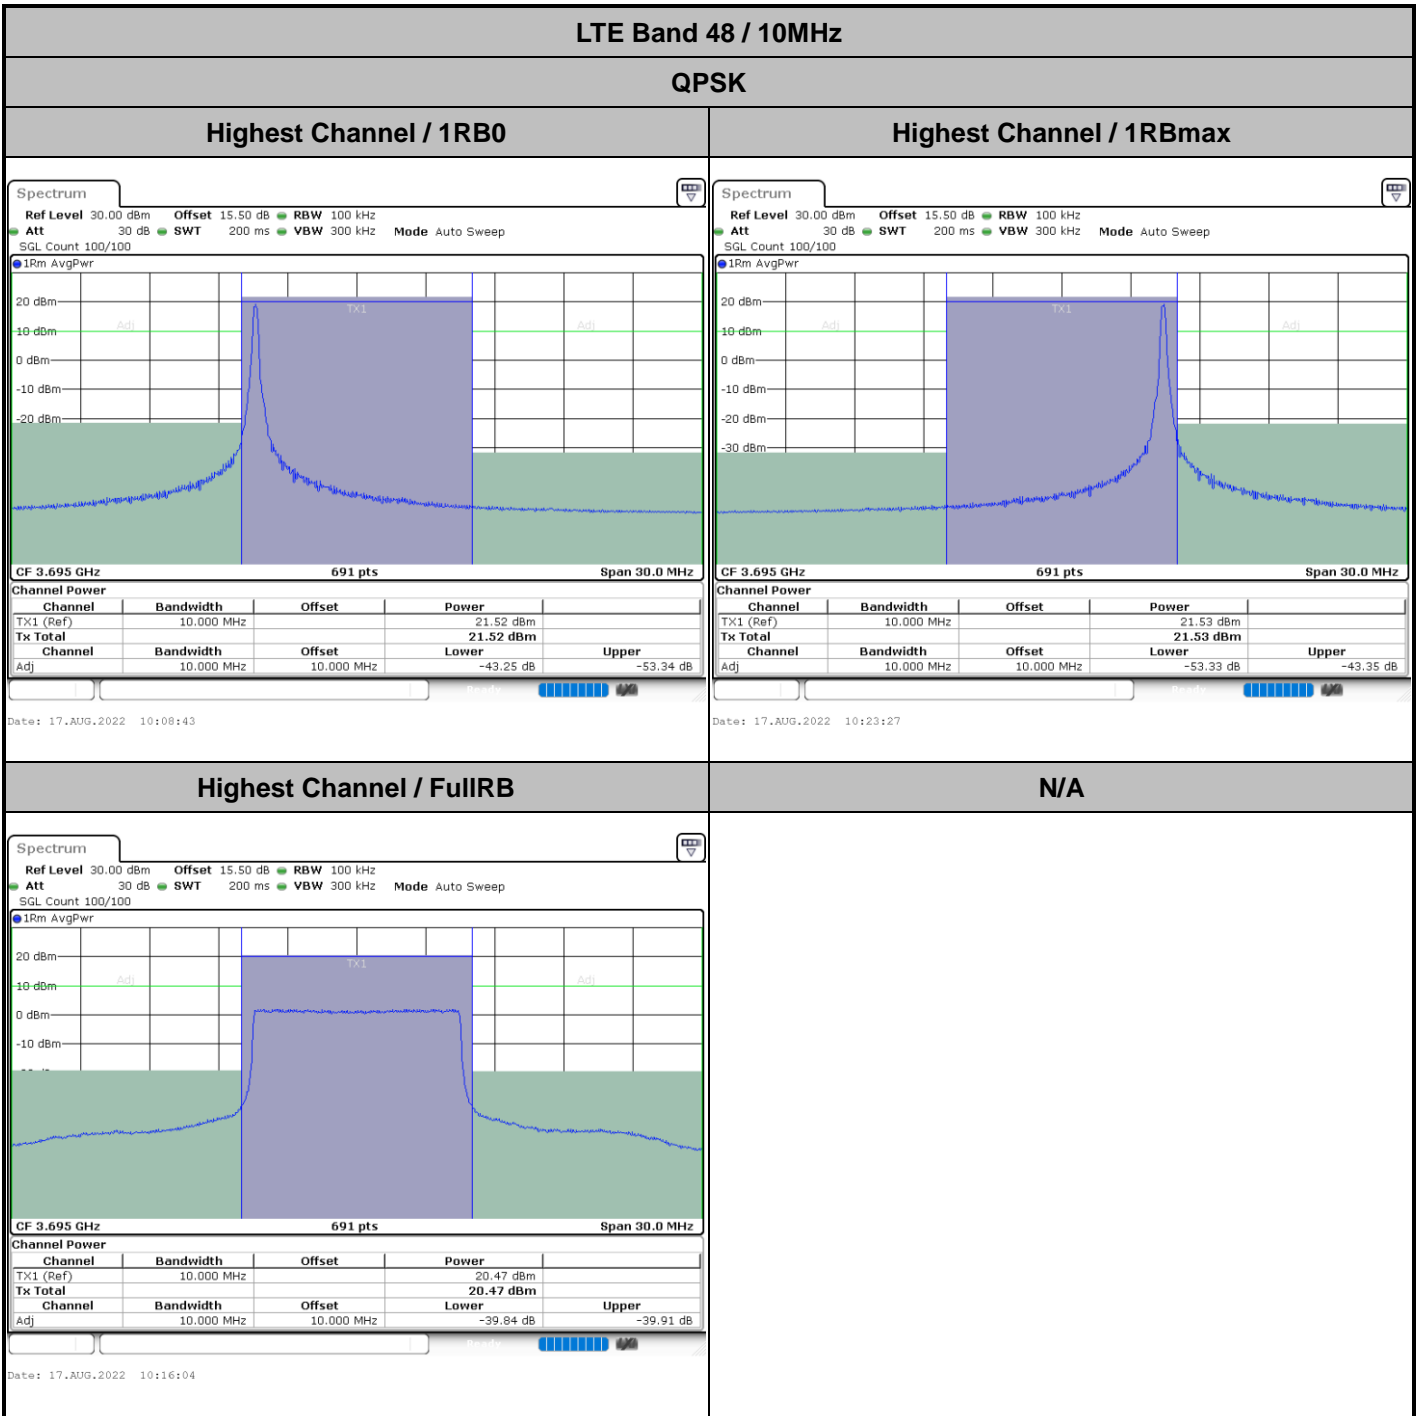 LTE Band 48 / 10MHz
QPSK
Highest Channel / 1RB0
Highest Channel / 1RBmax
Spectrum
Ref Level 30.00 dBm Offset 15.50 dB RBW 100 kHz
Att 30 dB SWT 200 ms VBW 300 kHz Mode Auto Sweep
SGL Count 100/100
1Rm AvgPwr
TX1
20 dBm
Adj
Adj
10 dBm
0 dBm
-10 dBm
-20 dBm
CF 3.695 GHz 691 pts Span 30.0 MHz
Channel Power
Channel Bandwidth Offset Power
TX1 (Ref) 10.000 MHz 21.52 dBm
Tx Total 21.52 dBm
Channel Bandwidth Offset Lower Upper
Adj 10.000 MHz 10.000 MHz -43.25 dB -53.34 dB
Ready
Date: 17.AUG.2022 10:08:43
Spectrum
Ref Level 30.00 dBm Offset 15.50 dB RBW 100 kHz
Att 30 dB SWT 200 ms VBW 300 kHz Mode Auto Sweep
SGL Count 100/100
1Rm AvgPwr
20 dBm
TX1
Adj
Adj
10 dBm
0 dBm
-10 dBm
-20 dBm
-30 dBm
CF 3.695 GHz 691 pts Span 30.0 MHz
Channel Power
Channel Bandwidth Offset Power
TX1 (Ref) 10.000 MHz 21.53 dBm
Tx Total 21.53 dBm
Channel Bandwidth Offset Lower Upper
Adj 10.000 MHz 10.000 MHz -53.33 dB -43.35 dB
Ready
Date: 17.AUG.2022 10:23:27
Highest Channel / FullRB
N/A
Spectrum
Ref Level 30.00 dBm Offset 15.50 dB RBW 100 kHz
Att 30 dB SWT 200 ms VBW 300 kHz Mode Auto Sweep
SGL Count 100/100
1Rm AvgPwr
20 dBm
TX1
Adj
Adj
10 dBm
0 dBm
-10 dBm
CF 3.695 GHz 691 pts Span 30.0 MHz
Channel Power
Channel Bandwidth Offset Power
TX1 (Ref) 10.000 MHz 20.47 dBm
Tx Total 20.47 dBm
Channel Bandwidth Offset Lower Upper
Adj 10.000 MHz 10.000 MHz -39.84 dB -39.91 dB
Ready
Date: 17.AUG.2022 10:16:04